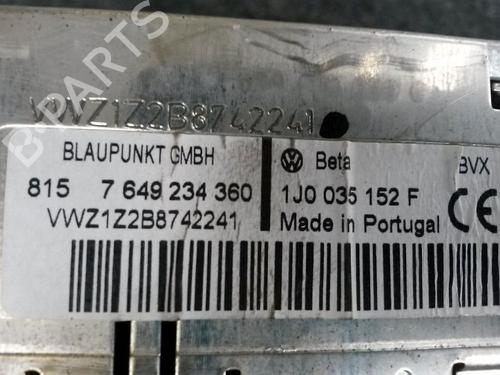 B-PARTS
VWZ1Z2B8742241
BLAUPUNKT GMBH
Beta
BVX
815 7 649 234 360
1J0 035 152 F
VWZ1Z2B8742241
Made in Portugal
CE